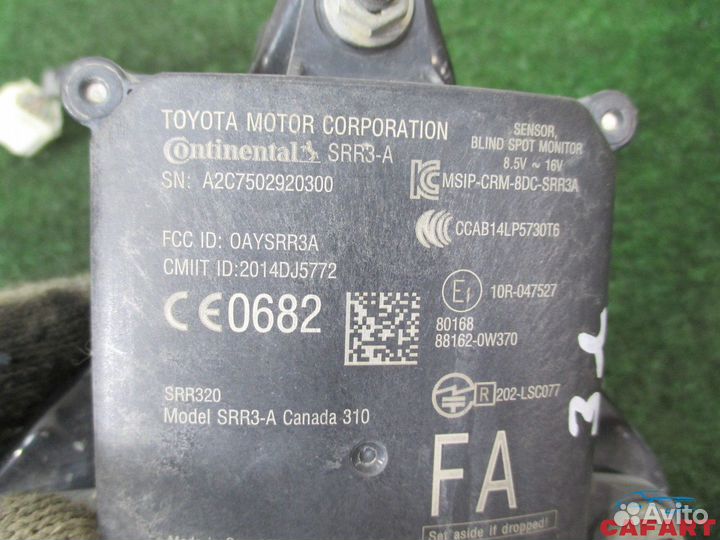 TOYOTA MOTOR CORPORATION
Continental SRR3-A
SN: A2C7502920300
SENSOR,
BLIND SPOT MONITOR
8.5V ~ 16V
MSIP-CRM-8DC-SRR3A
CCAB14LP5730T6
FCC ID: OAYSRR3A
CMIIT ID:2014DJ5772
CE0682
E1 10R-047527
80168
88162-0W370
SRR320
Model SRR3-A Canada 310
R 202-LSC077
FA
Set aside if dropped!
Made in
Avito
CAFART